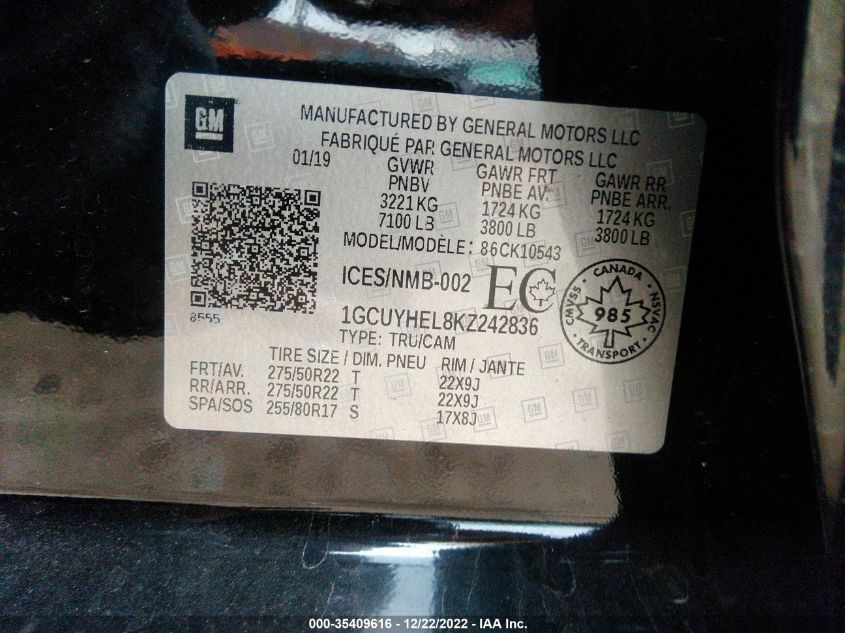 GM
MANUFACTURED BY GENERAL MOTORS LLC
FABRIQUÉ PAR GENERAL MOTORS LLC
01/19
GVWR GAWR FRT GAWR RR
PNBV PNBE AV. PNBE ARR.
3221 KG 1724 KG 1724 KG
7100 LB 3800 LB 3800 LB
MODEL/MODÈLE: 86CK10543
ICES/NMB-002 EC
CANADA
CMVSS 985 NSVAC
TRANSPORT
8555
1GCUYHEL8KZ242836
TYPE: TRU/CAM
TIRE SIZE / DIM. PNEU RIM / JANTE
FRT/AV. 275/50R22 T 22X9J
RR/ARR. 275/50R22 T 22X9J
SPA/SOS 255/80R17 S 17X8J
000-35409616 - 12/22/2022 - IAA Inc.